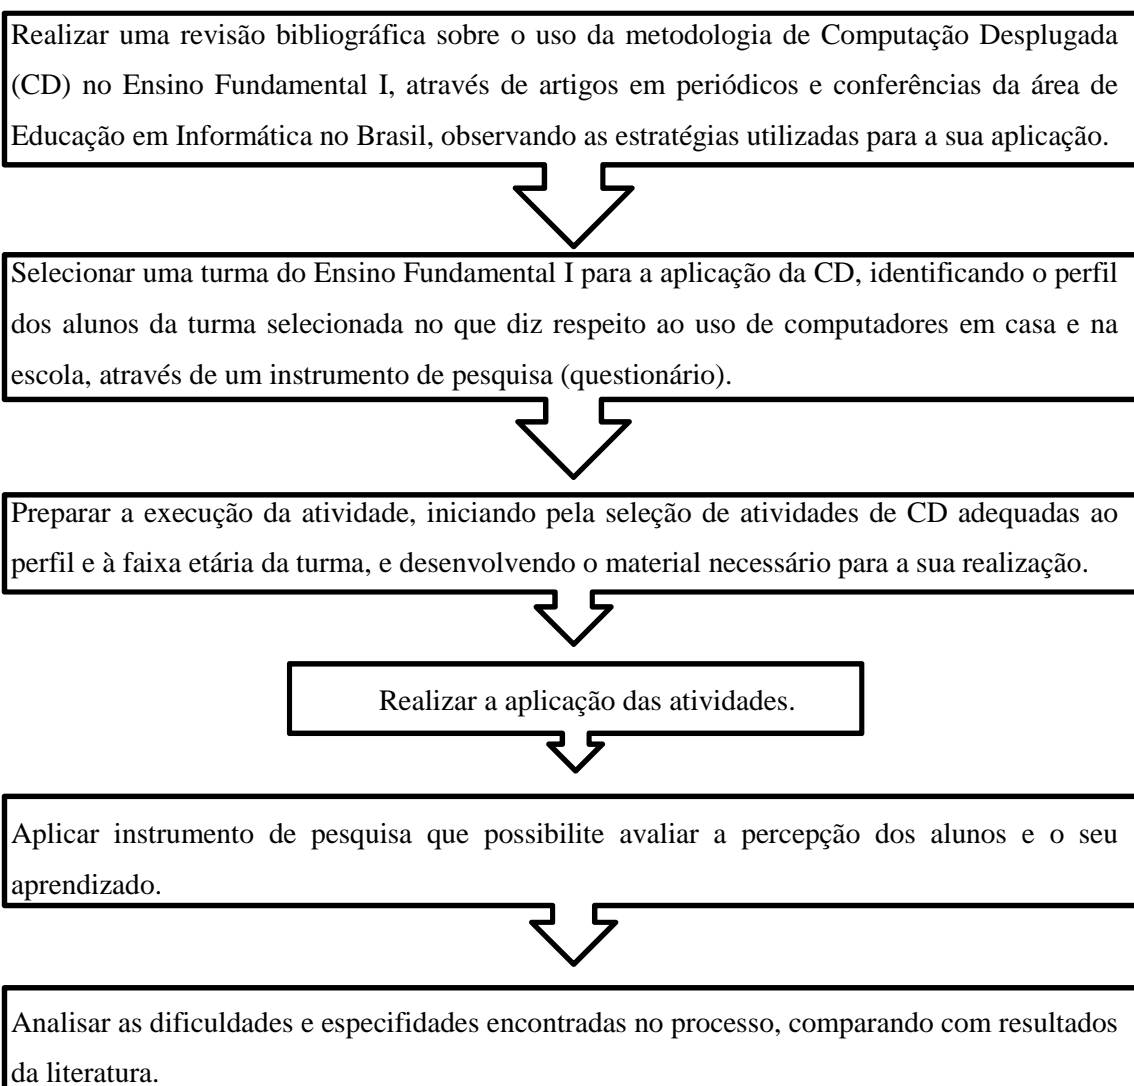 Realizar uma revisão bibliográfica sobre o uso da metodologia de Computação Desplugada
(CD) no Ensino Fundamental I, através de artigos em periódicos e conferências da área de
Educação em Informática no Brasil, observando as estratégias utilizadas para a sua aplicação.
Selecionar uma turma do Ensino Fundamental I para a aplicação da CD, identificando o perfil
dos alunos da turma selecionada no que diz respeito ao uso de computadores em casa e na
escola, através de um instrumento de pesquisa (questionário).
Preparar a execução da atividade, iniciando pela seleção de atividades de CD adequadas ao
perfil e à faixa etária da turma, e desenvolvendo o material necessário para a sua realização.
Realizar a aplicação das atividades.
Aplicar instrumento de pesquisa que possibilite avaliar a percepção dos alunos e o seu
aprendizado.
Analisar as dificuldades e especifidades encontradas no processo, comparando com resultados
da literatura.